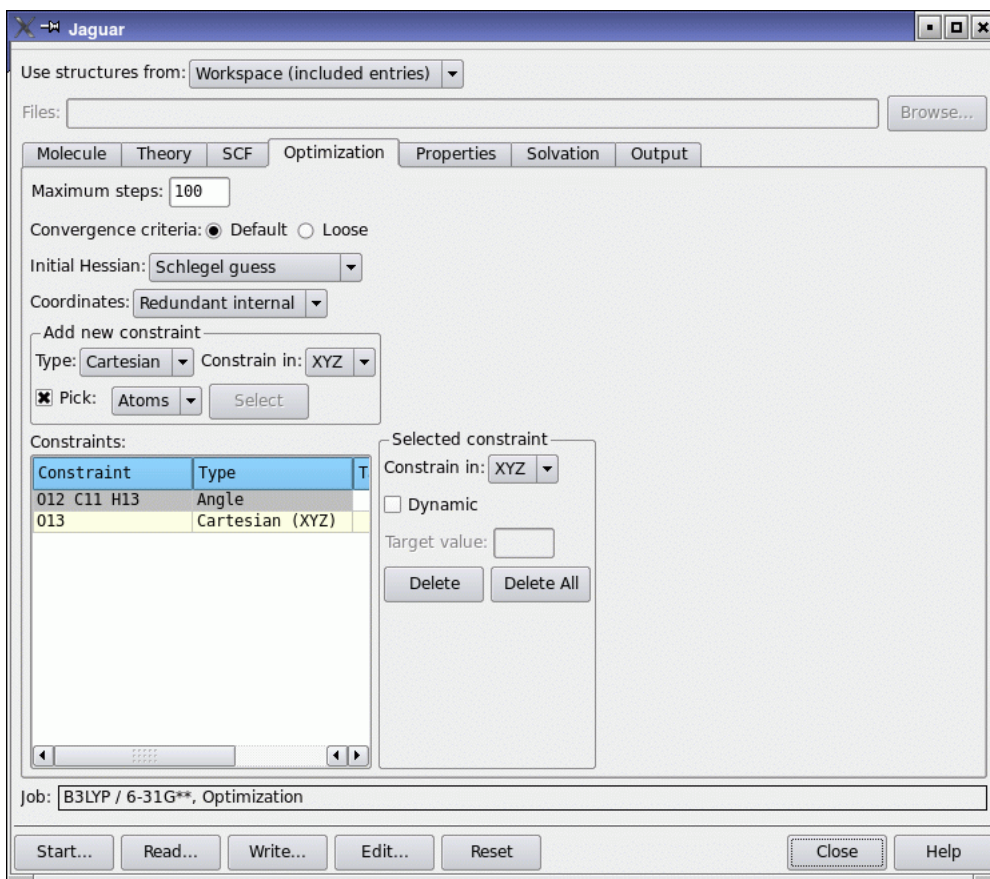 Jaguar
Use structures from: Workspace (included entries)
Files: Browse...
Molecule Theory SCF Optimization Properties Solvation Output
Maximum steps: 100
Convergence criteria: Default Loose
Initial Hessian: Schlegel guess
Coordinates: Redundant internal
Add new constraint
Type: Cartesian Constrain in: XYZ
Pick: Atoms Select
Constraints:
Constraint Type T
O12 C11 H13 Angle
O13 Cartesian (XYZ)
Selected constraint
Constrain in: XYZ
Dynamic
Target value:
Delete Delete All
Job: B3LYP / 6-31G**, Optimization
Start... Read... Write... Edit... Reset Close Help